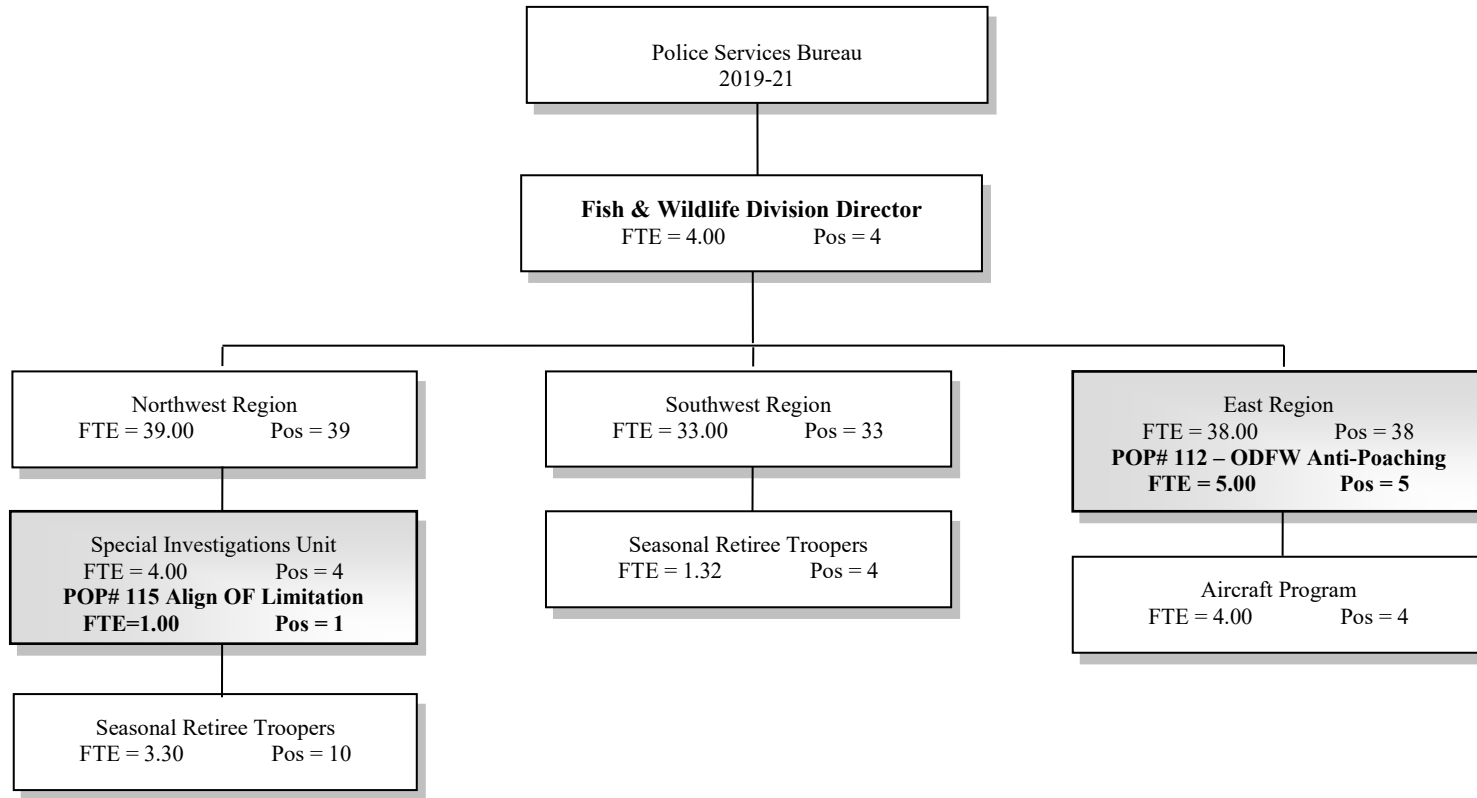 Police Services Bureau
2019-21
Fish & Wildlife Division Director
FTE = 4.00 Pos = 4
Northwest Region
FTE = 39.00 Pos = 39
Southwest Region
FTE = 33.00 Pos = 33
East Region
FTE = 38.00 Pos = 38
POP# 112 – ODFW Anti-Poaching
FTE = 5.00 Pos = 5
Special Investigations Unit
FTE = 4.00 Pos = 4
POP# 115 Align OF Limitation
FTE=1.00 Pos = 1
Seasonal Retiree Troopers
FTE = 1.32 Pos = 4
Aircraft Program
FTE = 4.00 Pos = 4
Seasonal Retiree Troopers
FTE = 3.30 Pos = 10